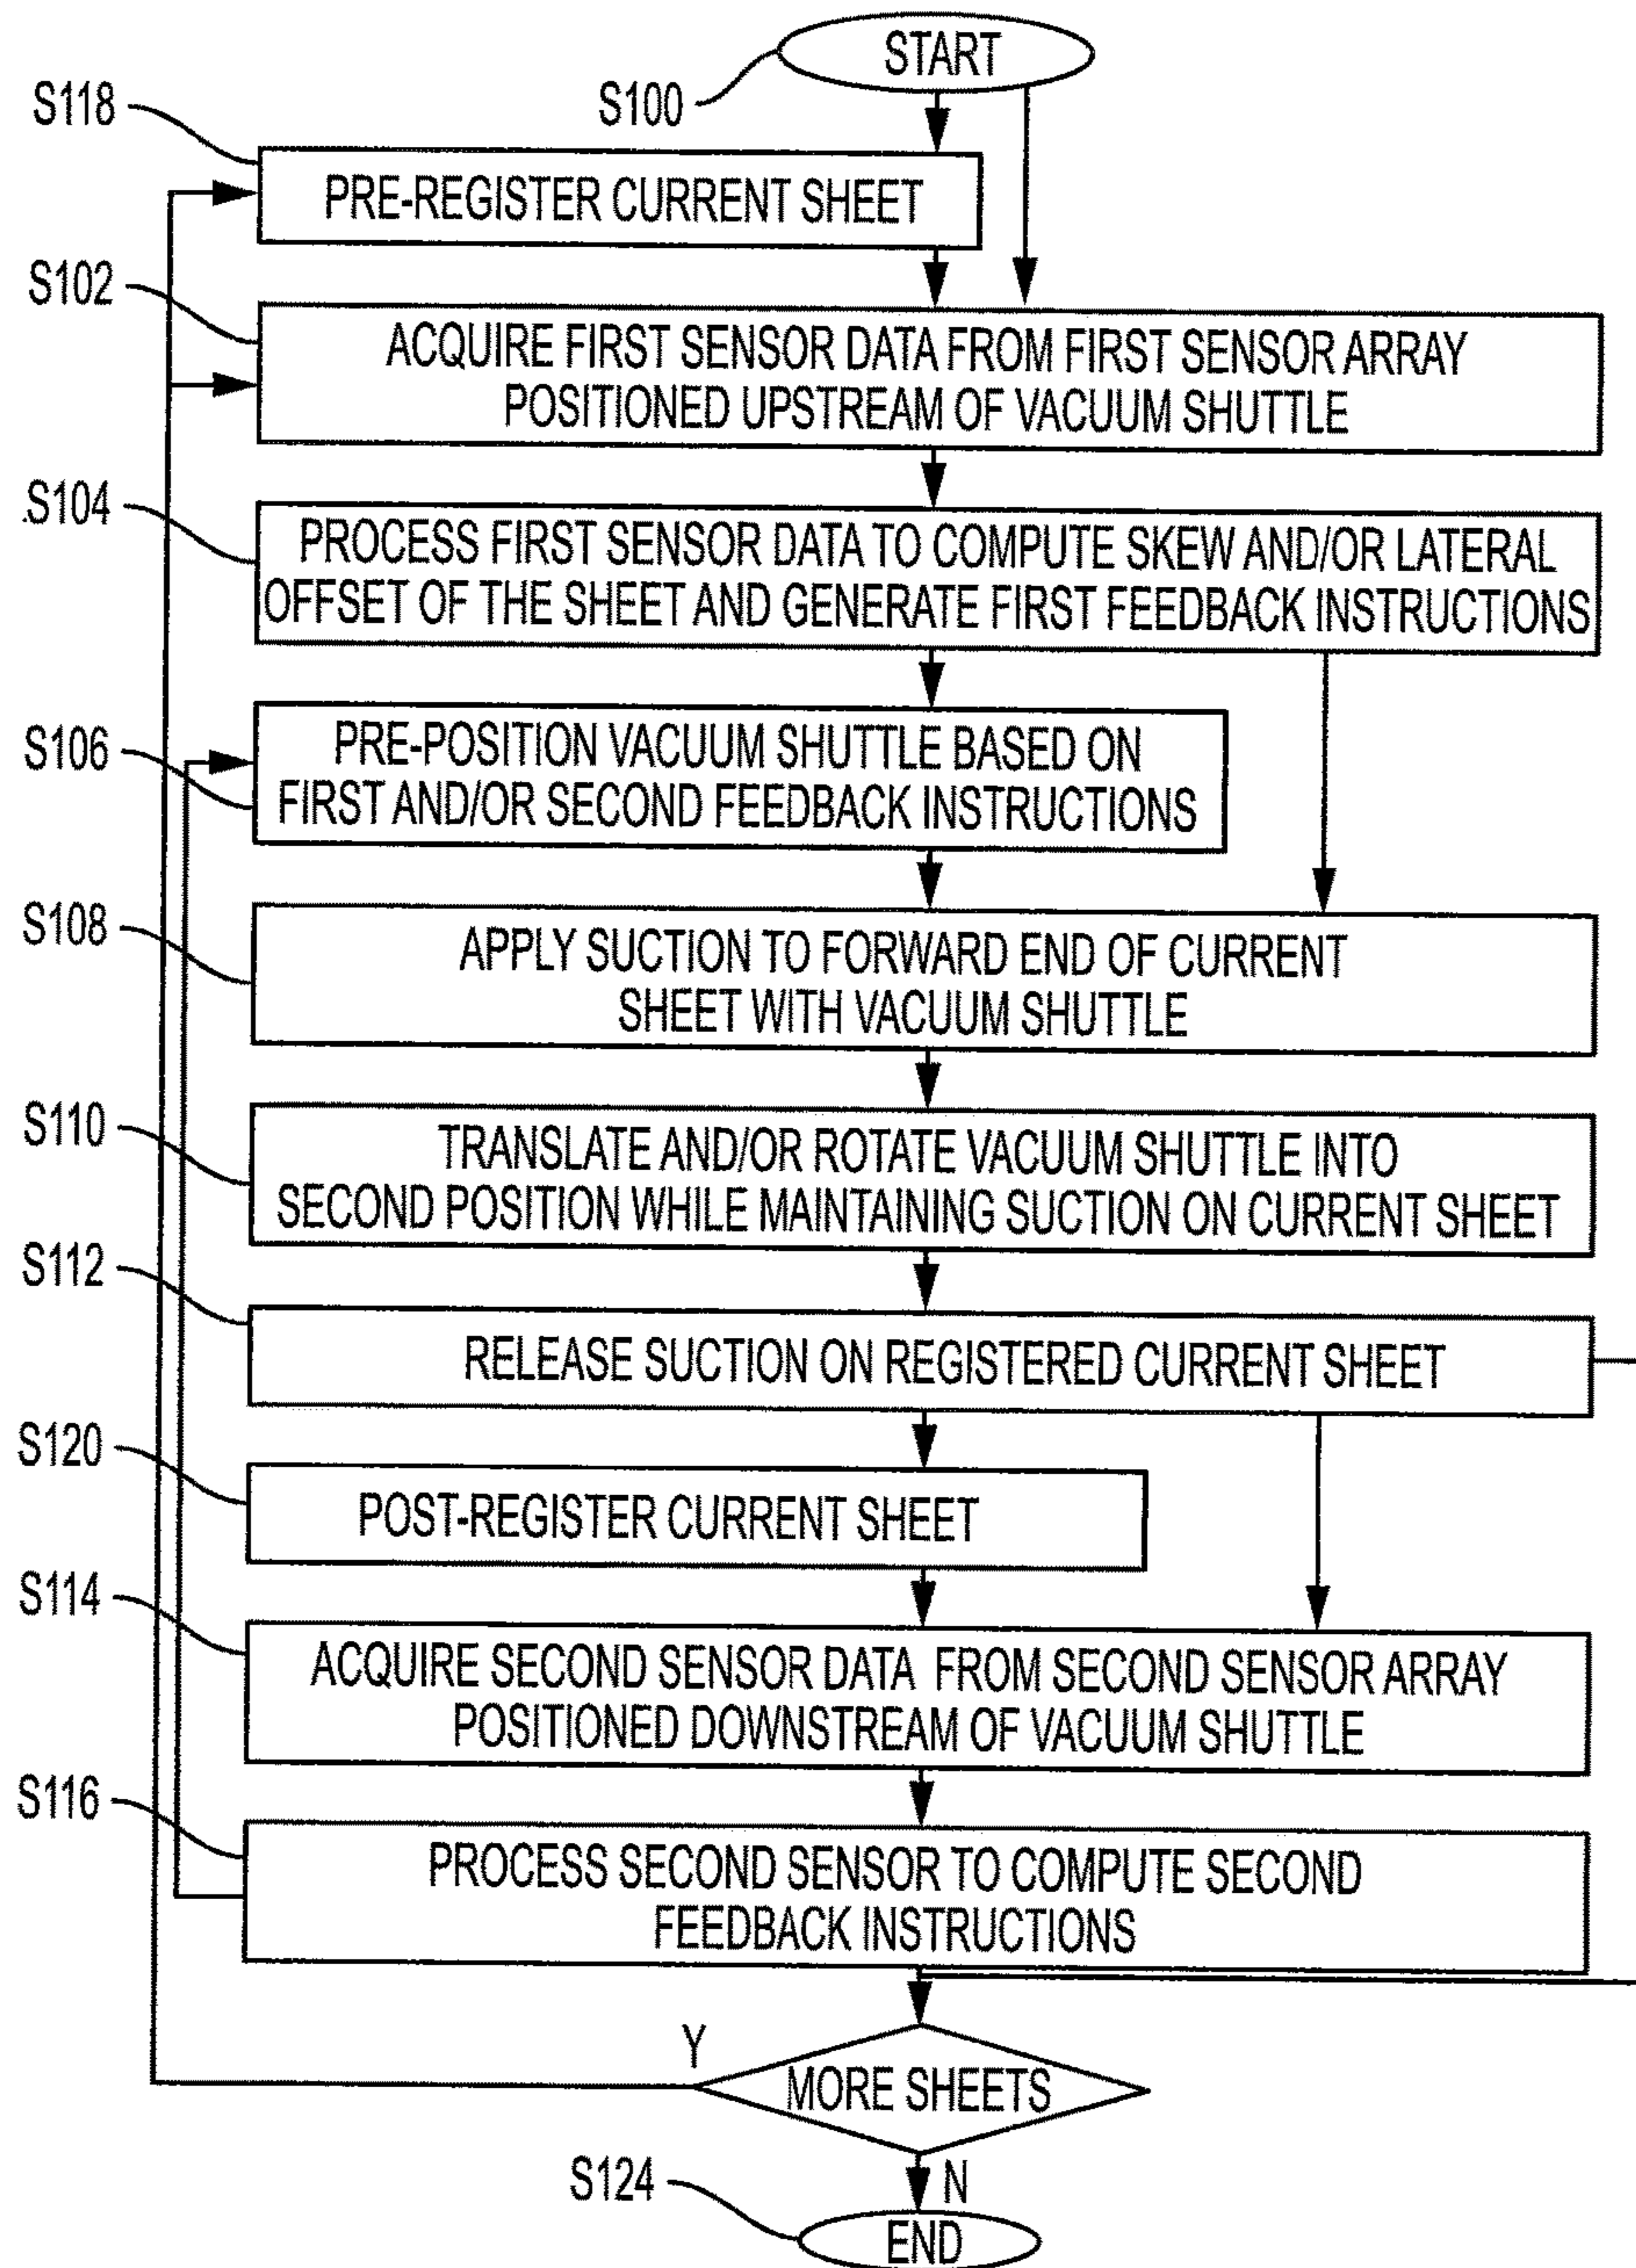 START
S100
S118
PRE-REGISTER CURRENT SHEET
S102
ACQUIRE FIRST SENSOR DATA FROM FIRST SENSOR ARRAY
POSITIONED UPSTREAM OF VACUUM SHUTTLE
S104
PROCESS FIRST SENSOR DATA TO COMPUTE SKEW AND/OR LATERAL
OFFSET OF THE SHEET AND GENERATE FIRST FEEDBACK INSTRUCTIONS
S106
PRE-POSITION VACUUM SHUTTLE BASED ON
FIRST AND/OR SECOND FEEDBACK INSTRUCTIONS
S108
APPLY SUCTION TO FORWARD END OF CURRENT
SHEET WITH VACUUM SHUTTLE
S110
TRANSLATE AND/OR ROTATE VACUUM SHUTTLE INTO
SECOND POSITION WHILE MAINTAINING SUCTION ON CURRENT SHEET
S112
RELEASE SUCTION ON REGISTERED CURRENT SHEET
S120
POST-REGISTER CURRENT SHEET
S114
ACQUIRE SECOND SENSOR DATA FROM SECOND SENSOR ARRAY
POSITIONED DOWNSTREAM OF VACUUM SHUTTLE
S116
PROCESS SECOND SENSOR TO COMPUTE SECOND
FEEDBACK INSTRUCTIONS
Y
MORE SHEETS
N
S124
END